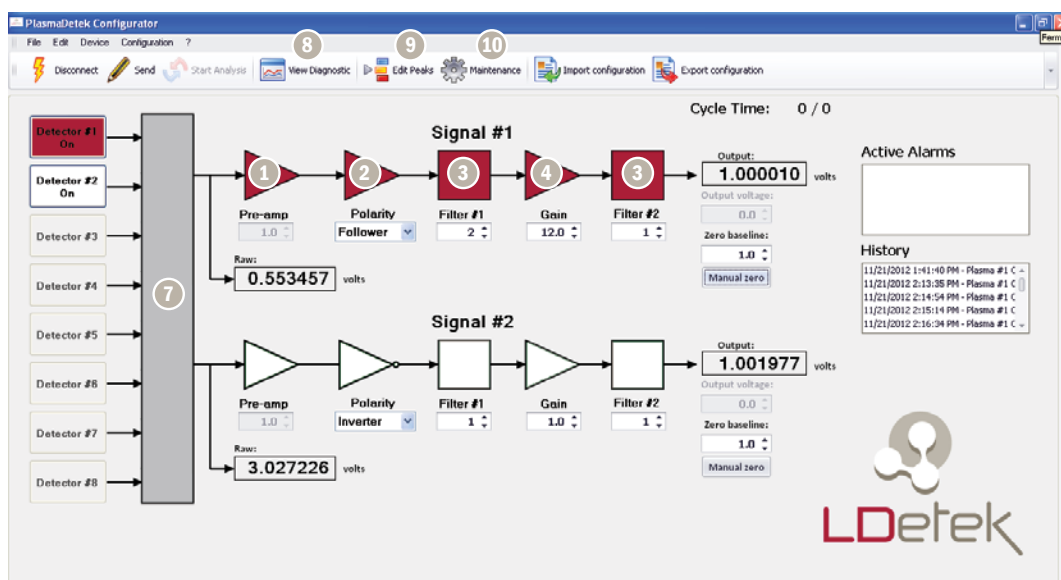 PlasmaDetek Configurator
Ferm
File Edit Device Configuration ?
8 9 10
Disconnect Send Start Analysis View Diagnostic Edit Peaks Maintenance Import configuration Export configuration
Cycle Time: 0 / 0
Detector #1
On
Detector #2
On
Detector #3
Detector #4
Detector #5
Detector #6
Detector #7
Detector #8
7
Signal #1
1 2 3 4 3
Pre-amp
1.0
Polarity
Follower
Filter #1
2
Gain
12.0
Filter #2
1
Raw:
0.553457 volts
Output:
1.000010 volts
Output voltage:
0.0
Zero baseline:
1.0
Manual zero
Signal #2
Pre-amp
1.0
Polarity
Inverter
Filter #1
1
Gain
1.0
Filter #2
1
Raw:
3.027226 volts
Output:
1.001977 volts
Output voltage:
0.0
Zero baseline:
1.0
Manual zero
Active Alarms
History
11/21/2012 1:41:40 PM - Plasma #1 C
11/21/2012 2:13:35 PM - Plasma #1 C
11/21/2012 2:14:54 PM - Plasma #1 C
11/21/2012 2:15:14 PM - Plasma #1 C
11/21/2012 2:16:34 PM - Plasma #1 C
LDetek